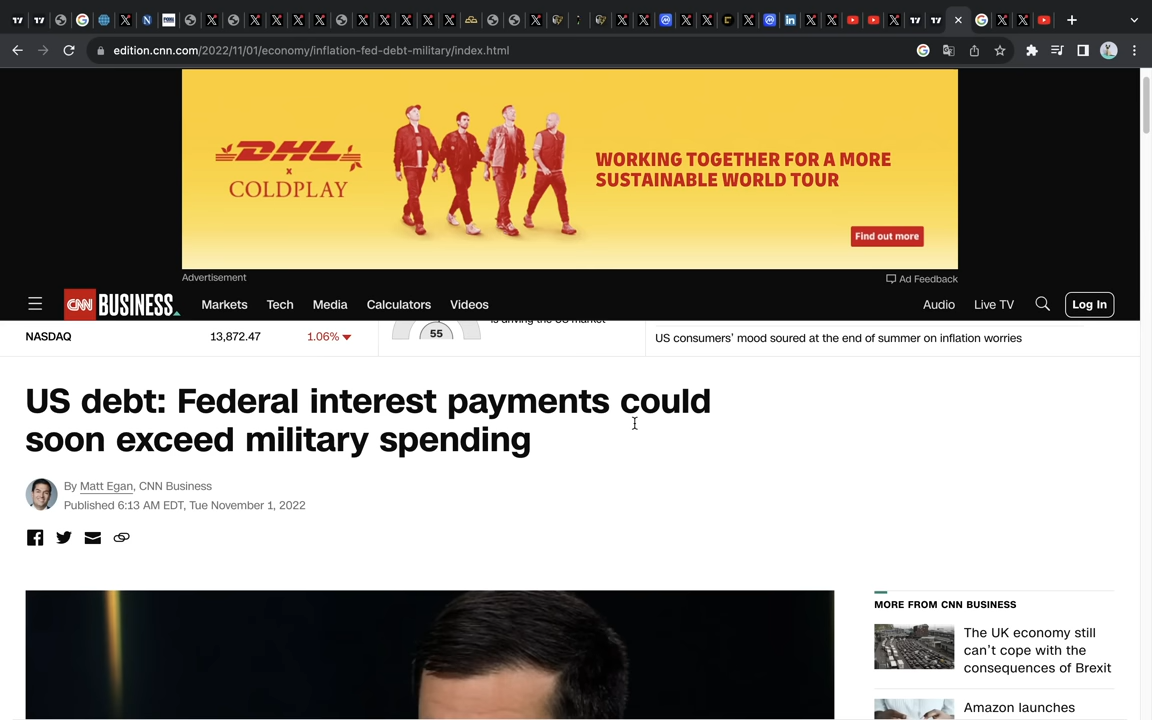 edition.cnn.com/2022/11/01/economy/inflation-fed-debt-military/index.html
DHL
x
COLDPLAY
WORKING TOGETHER FOR A MORE
SUSTAINABLE WORLD TOUR
Find out more
Advertisement
Ad Feedback
CNN BUSINESS
Markets
Tech
Media
Calculators
Videos
Audio
Live TV
Log In
NASDAQ
13,872.47
1.06%
55
is driving the US market
US consumers' mood soured at the end of summer on inflation worries
US debt: Federal interest payments could
soon exceed military spending
By Matt Egan, CNN Business
Published 6:13 AM EDT, Tue November 1, 2022
MORE FROM CNN BUSINESS
The UK economy still
can't cope with the
consequences of Brexit
Amazon launches